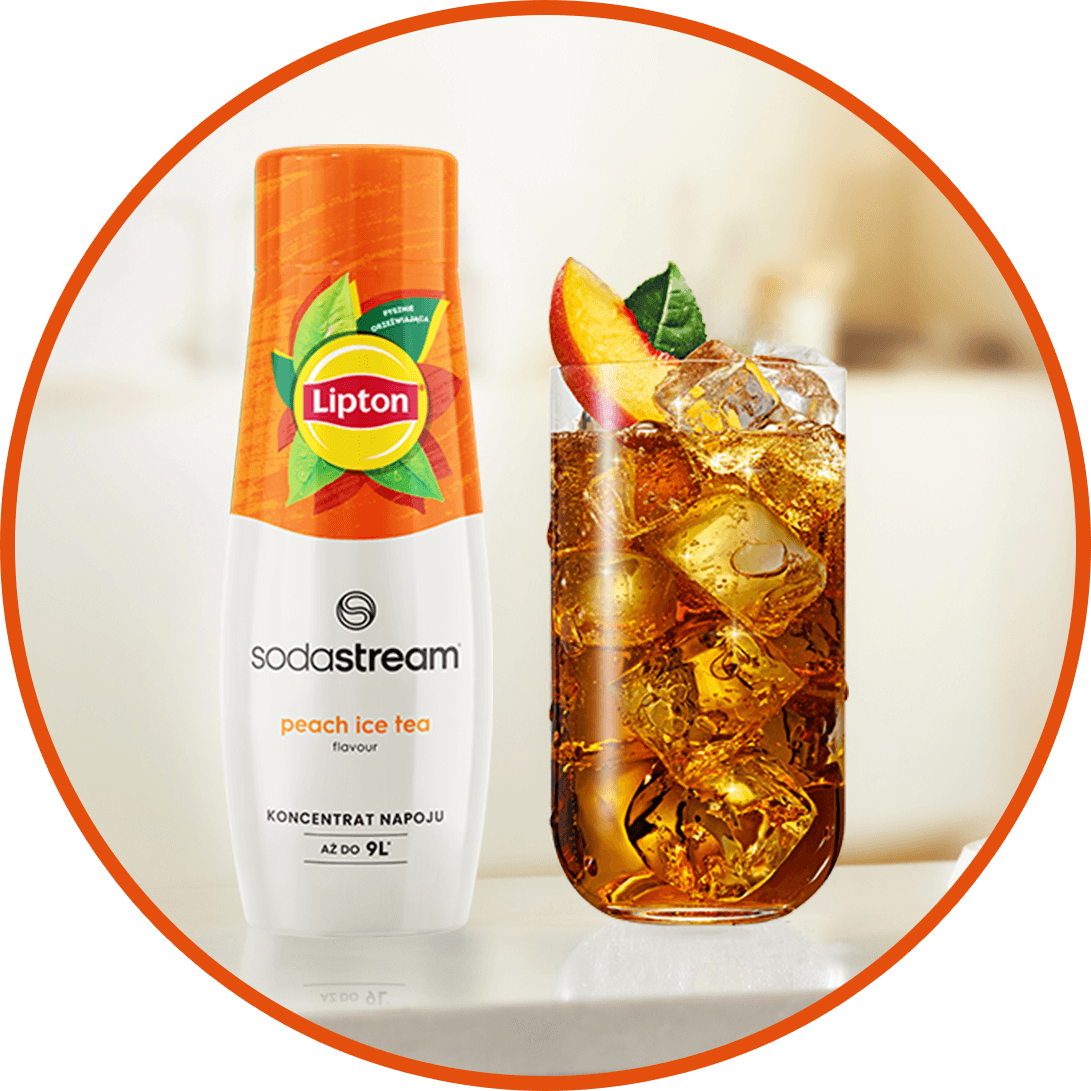 PYSZNIE
ORZEŹWIAJĄCA
Lipton
sodastream
peach ice tea
flavour
KONCENTRAT NAPOJU
AŻ DO 9L*